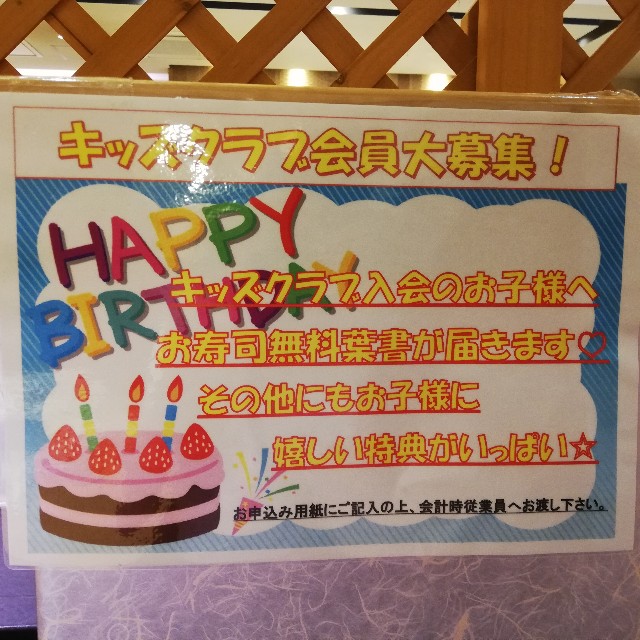 キッズクラブ会員大募集！
HAPPY
BIRTHDAY
キッズクラブ入会のお子様へ
お寿司無料葉書が届きます♡
その他にもお子様に
嬉しい特典がいっぱい☆
お申込み用紙にご記入の上、会計時従業員へお渡し下さい。